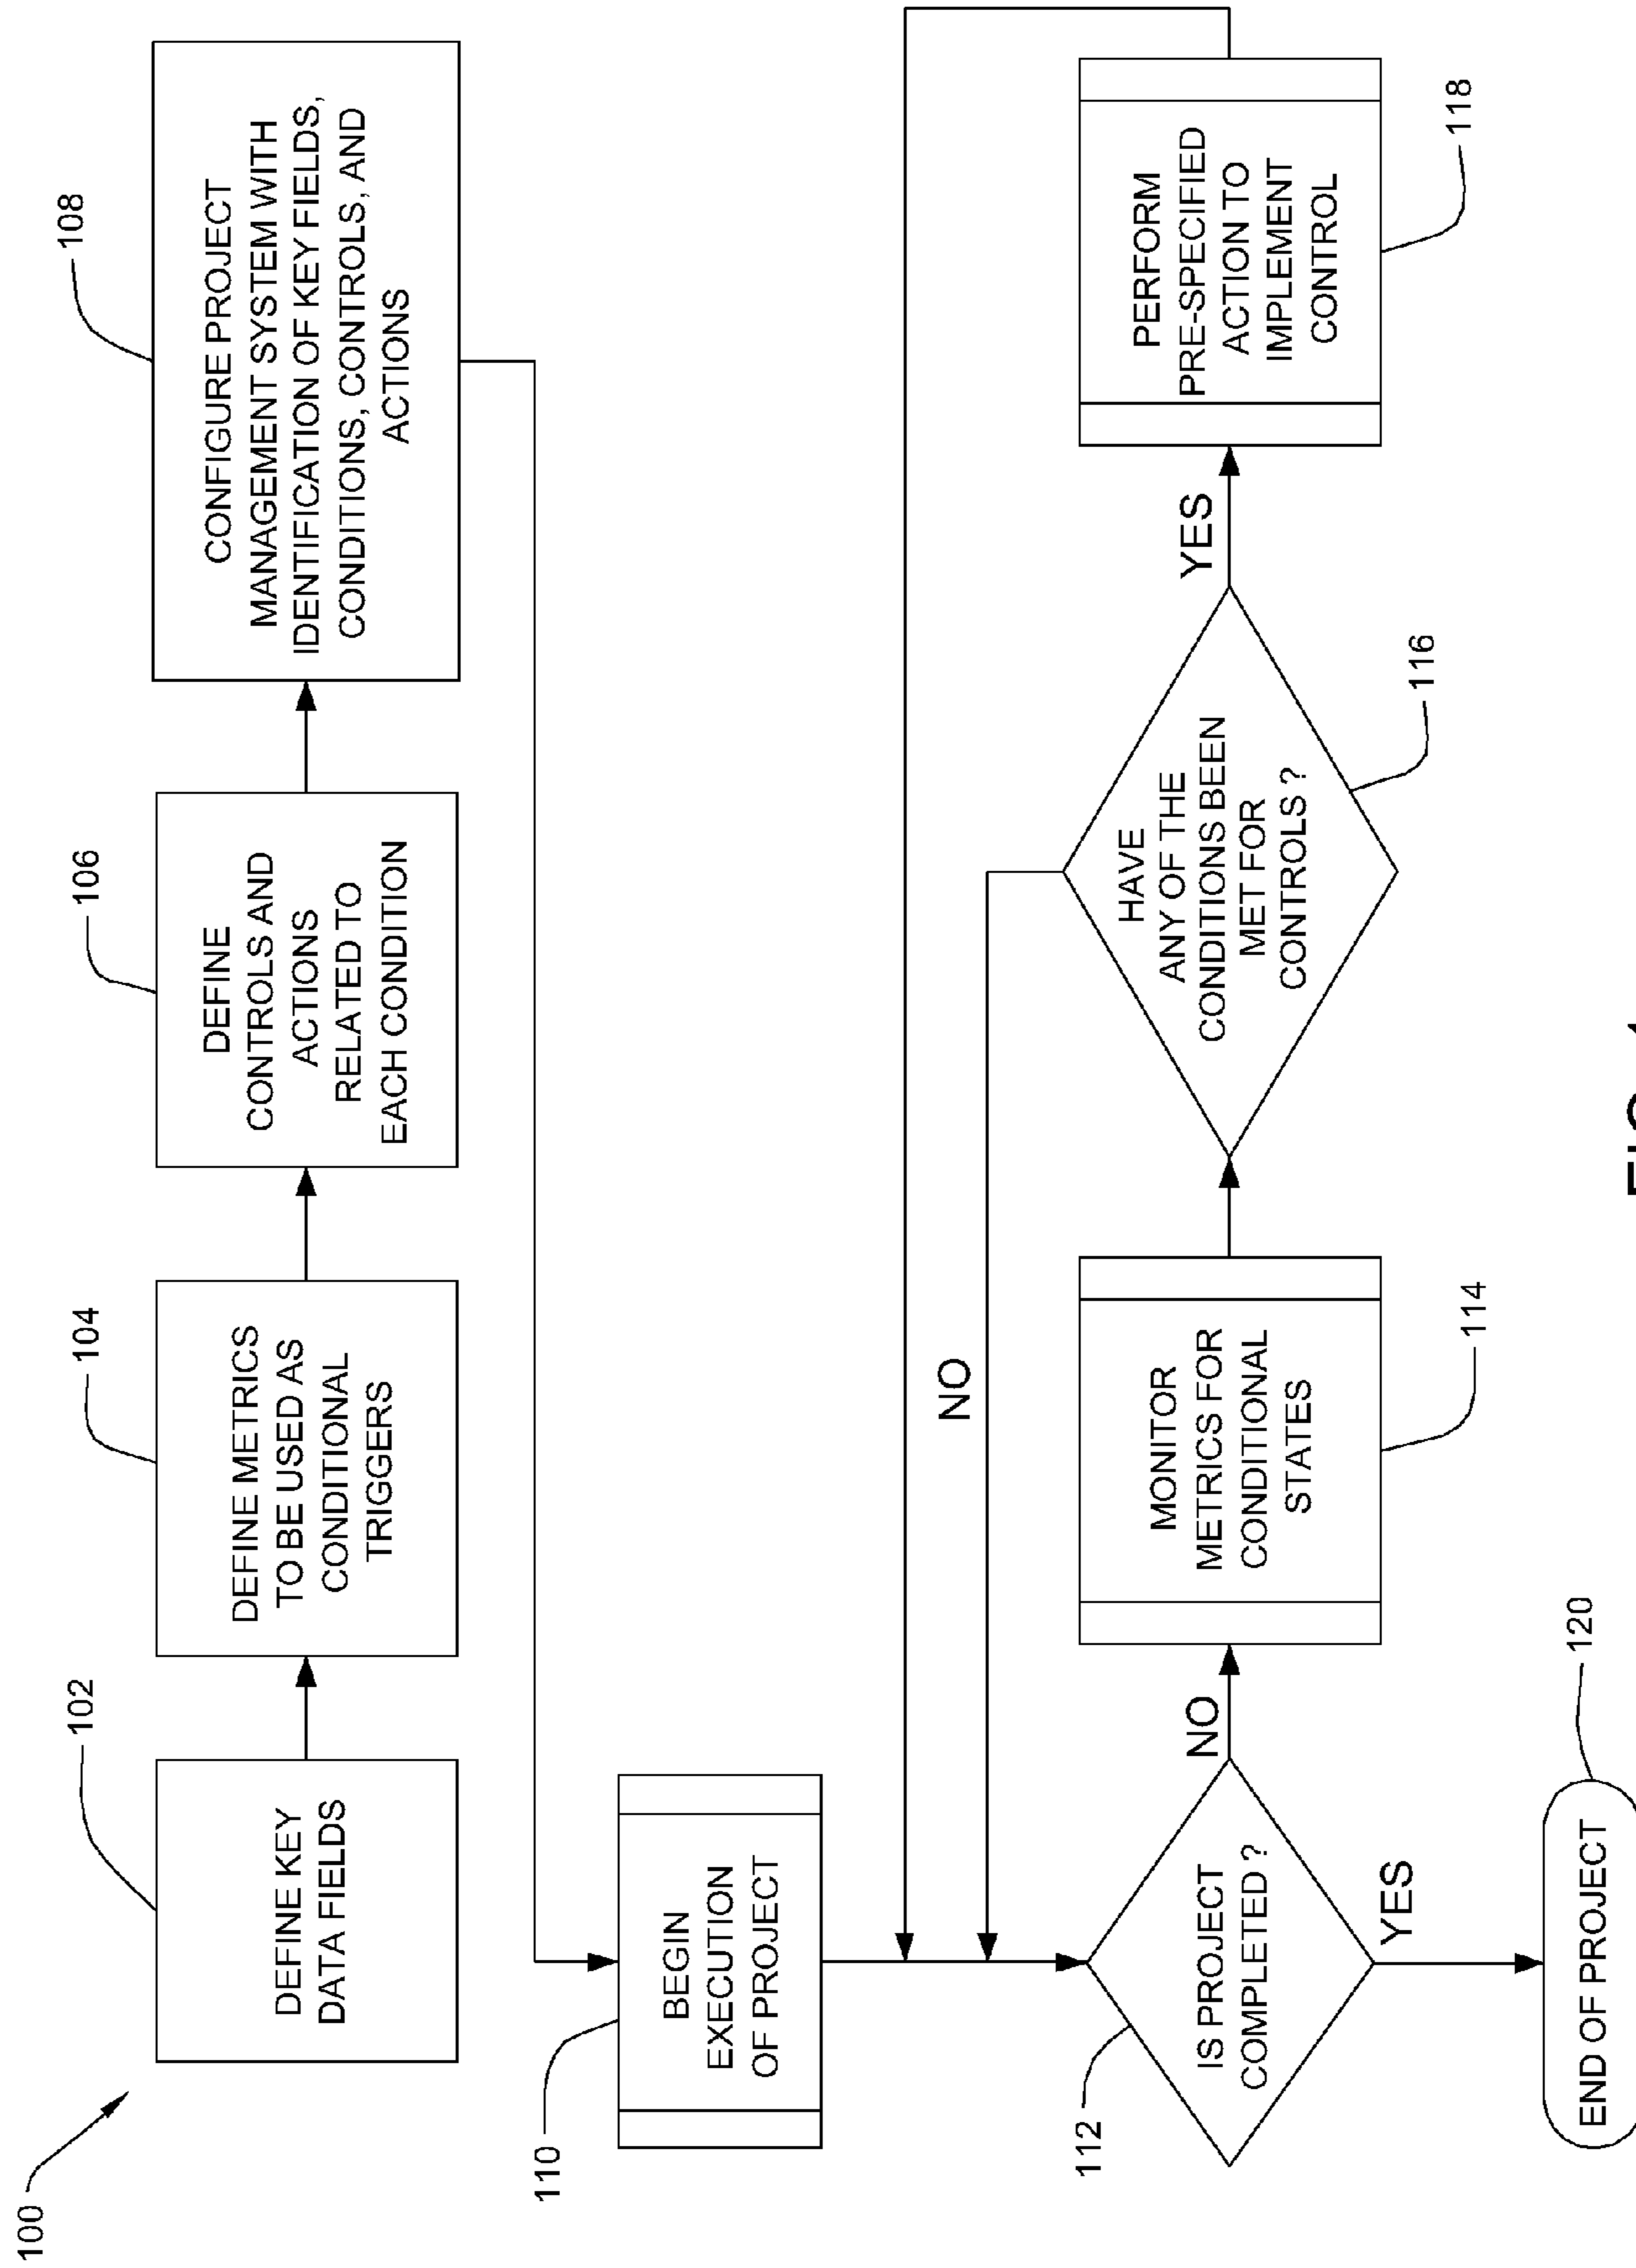 100
102
DEFINE KEY
DATA FIELDS
104
DEFINE METRICS
TO BE USED AS
CONDITIONAL
TRIGGERS
106
DEFINE
CONTROLS AND
ACTIONS
RELATED TO
EACH CONDITION
108
CONFIGURE PROJECT
MANAGEMENT SYSTEM WITH
IDENTIFICATION OF KEY FIELDS,
CONDITIONS, CONTROLS, AND
ACTIONS
110
BEGIN
EXECUTION
OF PROJECT
NO
112
IS PROJECT
COMPLETED ?
NO
YES
MONITOR
METRICS FOR
CONDITIONAL
STATES
114
HAVE
ANY OF THE
CONDITIONS BEEN
MET FOR
CONTROLS ?
116
YES
PERFORM
PRE-SPECIFIED
ACTION TO
IMPLEMENT
CONTROL
118
END OF PROJECT
120